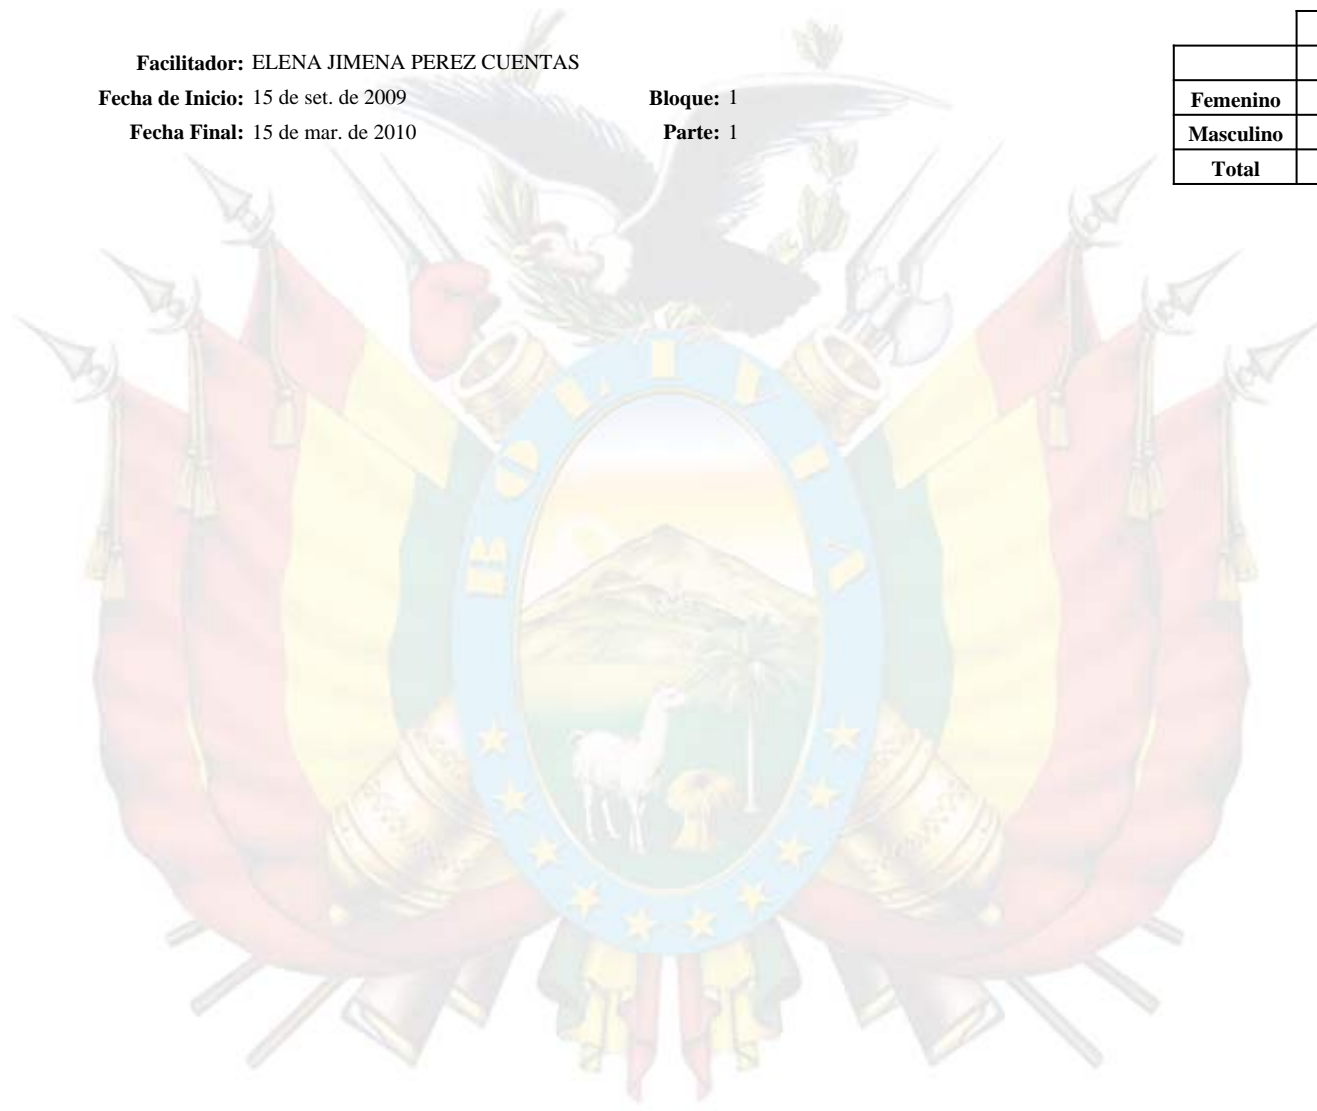 Facilitador: ELENA JIMENA PEREZ CUENTAS
Fecha de Inicio: 15 de set. de 2009 Bloque: 1
Fecha Final: 15 de mar. de 2010 Parte: 1
Femenino
Masculino
Total
BOLIVIA